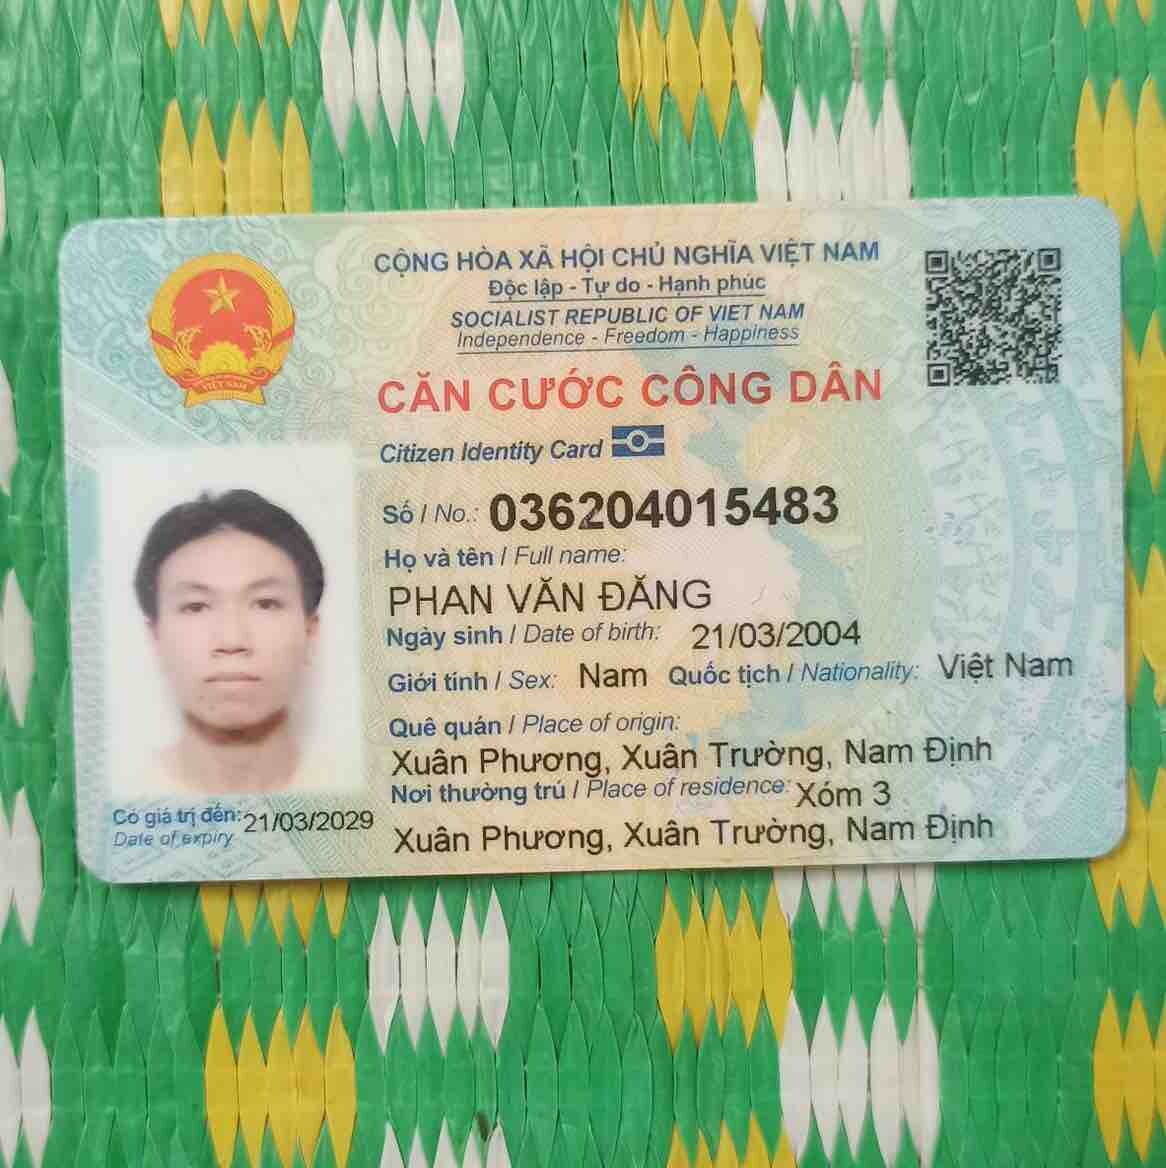 CỘNG HÒA XÃ HỘI CHỦ NGHĨA VIỆT NAM
Độc lập - Tự do - Hạnh phúc
SOCIALIST REPUBLIC OF VIET NAM
Independence - Freedom - Happiness
VIỆT NAM
CĂN CƯỚC CÔNG DÂN
Citizen Identity Card
Số / No.: 036204015483
Họ và tên / Full name:
PHAN VĂN ĐĂNG
Ngày sinh / Date of birth: 21/03/2004
Giới tính / Sex: Nam Quốc tịch / Nationality: Việt Nam
Quê quán / Place of origin:
Xuân Phương, Xuân Trường, Nam Định
Nơi thường trú / Place of residence: Xóm 3
Xuân Phương, Xuân Trường, Nam Định
Có giá trị đến: 21/03/2029
Date of expiry